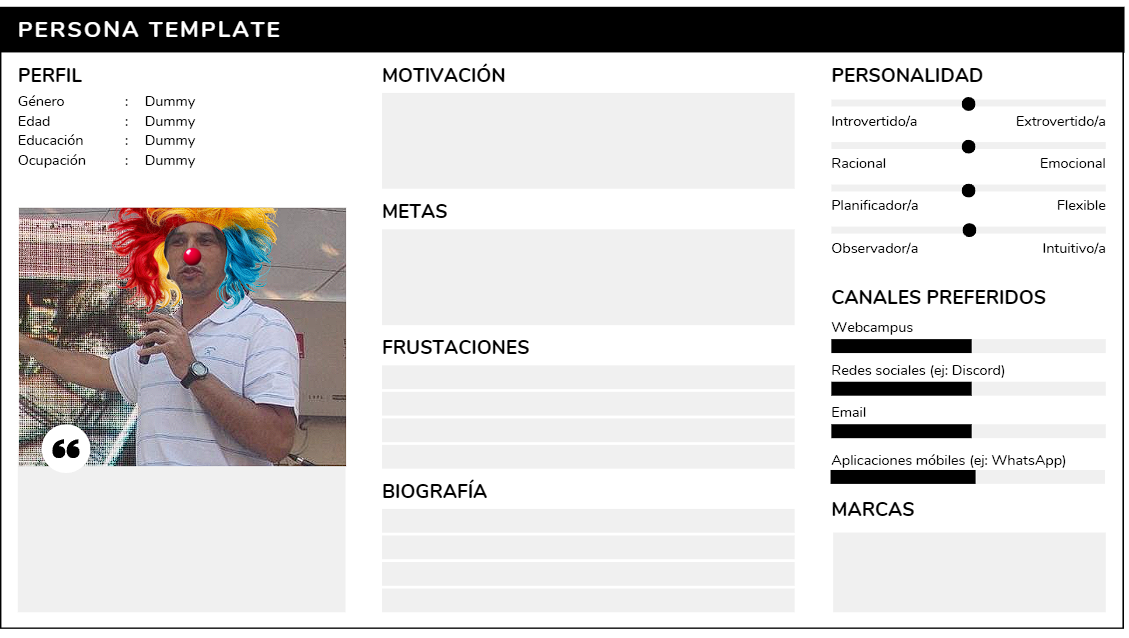 PERSONA TEMPLATE
PERFIL
Género : Dummy
Edad : Dummy
Educación : Dummy
Ocupación : Dummy
“
MOTIVACIÓN
METAS
FRUSTACIONES
BIOGRAFÍA
PERSONALIDAD
Introvertido/a Extrovertido/a
Racional Emocional
Planificador/a Flexible
Observador/a Intuitivo/a
CANALES PREFERIDOS
Webcampus
Redes sociales (ej: Discord)
Email
Aplicaciones móbiles (ej: WhatsApp)
MARCAS